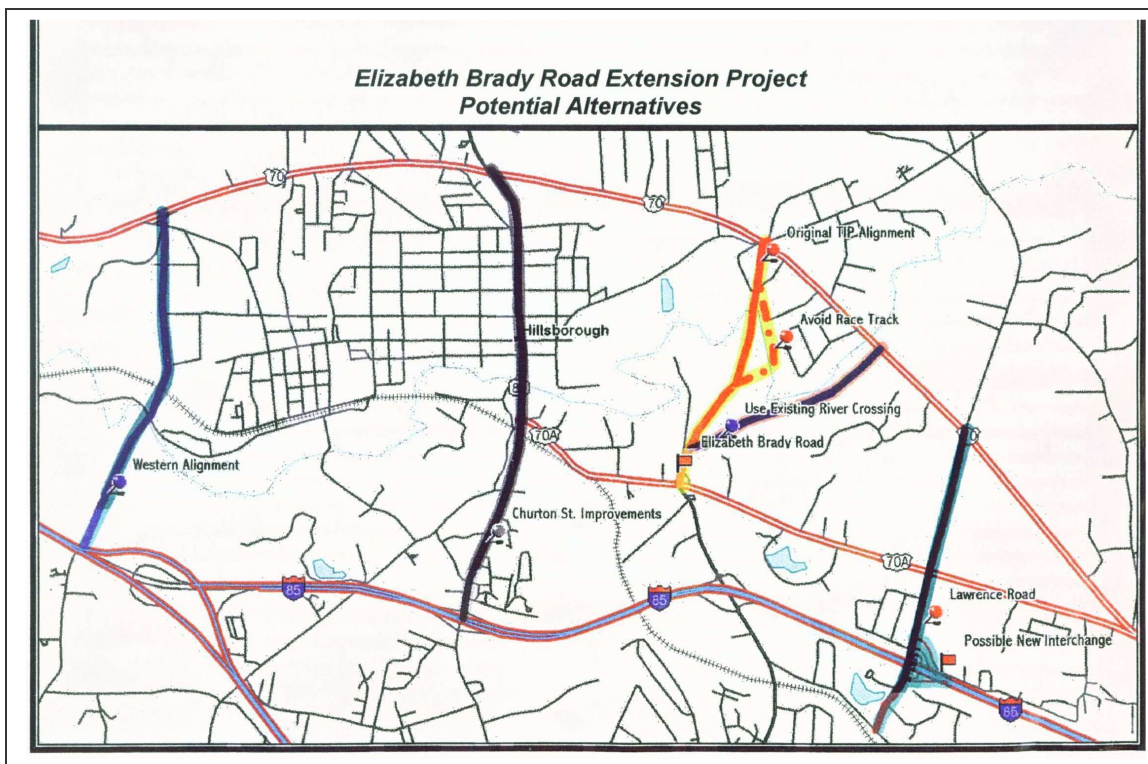 Elizabeth Brady Road Extension Project
Potential Alternatives
70
70
Original TIP Alignment
Avoid Race Track
Hillsborough
Use Existing River Crossing
Elizabeth Brady Road
70A
Western Alignment
Churton St. Improvements
70A
85
85
Lawrence Road
Possible New Interchange
85